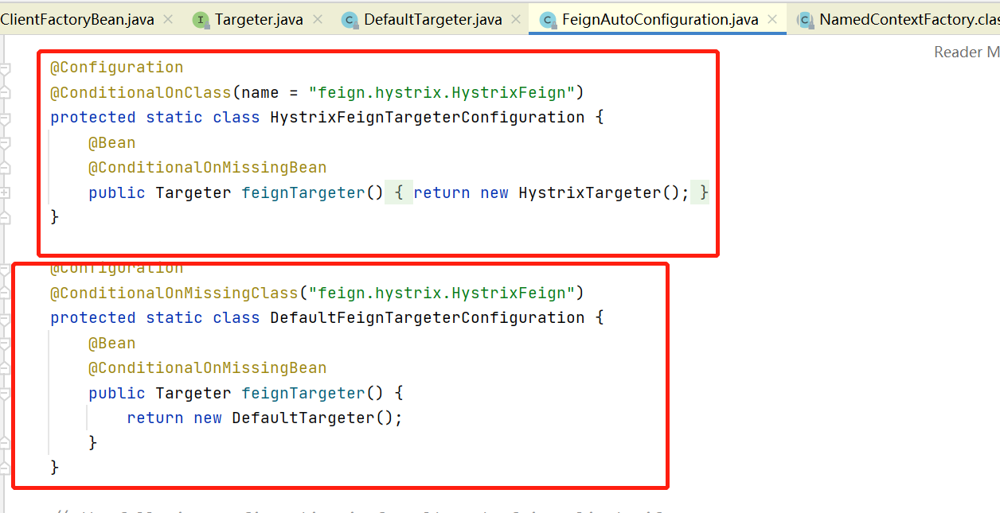 ClientFactoryBean.java × I Targeter.java × C DefaultTargeter.java × C FeignAutoConfiguration.java × C NamedContextFactory.clas
Reader M
@Configuration
@ConditionalOnClass(name = "feign.hystrix.HystrixFeign")
protected static class HystrixFeignTargeterConfiguration {
@Bean
@ConditionalOnMissingBean
public Targeter feignTargeter() { return new HystrixTargeter(); }
}
@Configuration
@ConditionalOnMissingClass("feign.hystrix.HystrixFeign")
protected static class DefaultFeignTargeterConfiguration {
@Bean
@ConditionalOnMissingBean
public Targeter feignTargeter() {
return new DefaultTargeter();
}
}